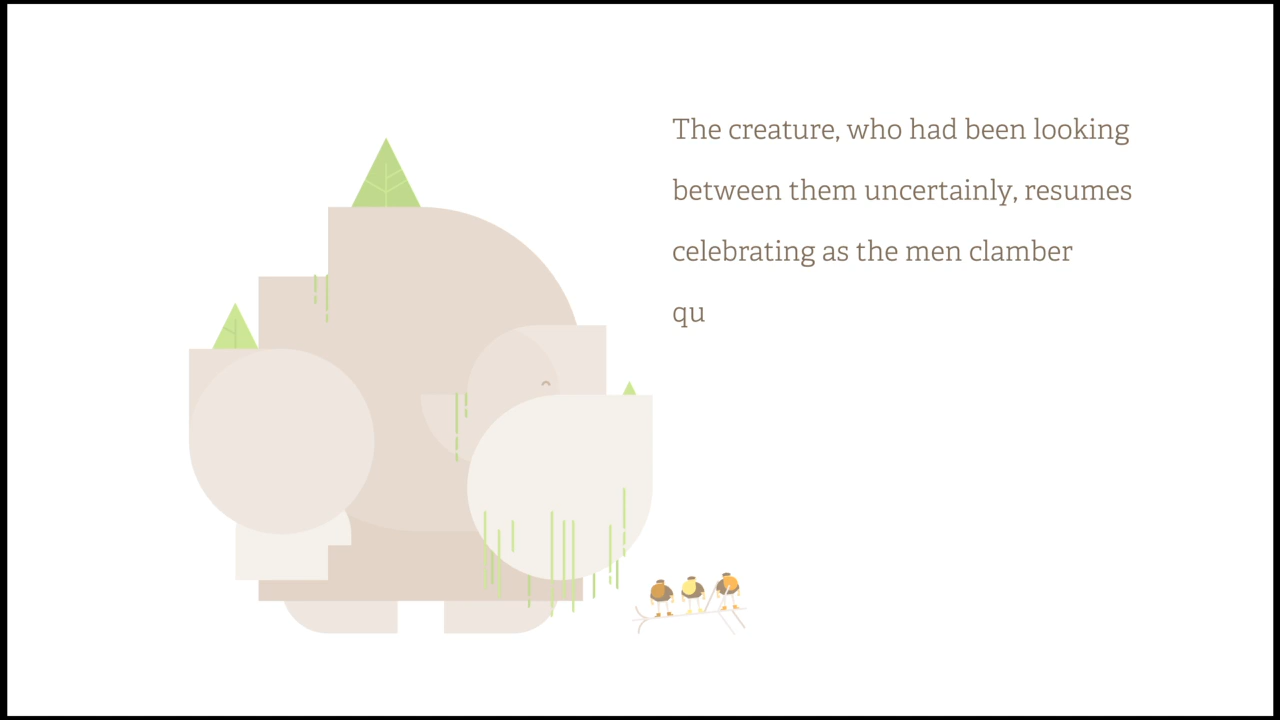 The creature, who had been looking
between them uncertainly, resumes
celebrating as the men clamber
qu